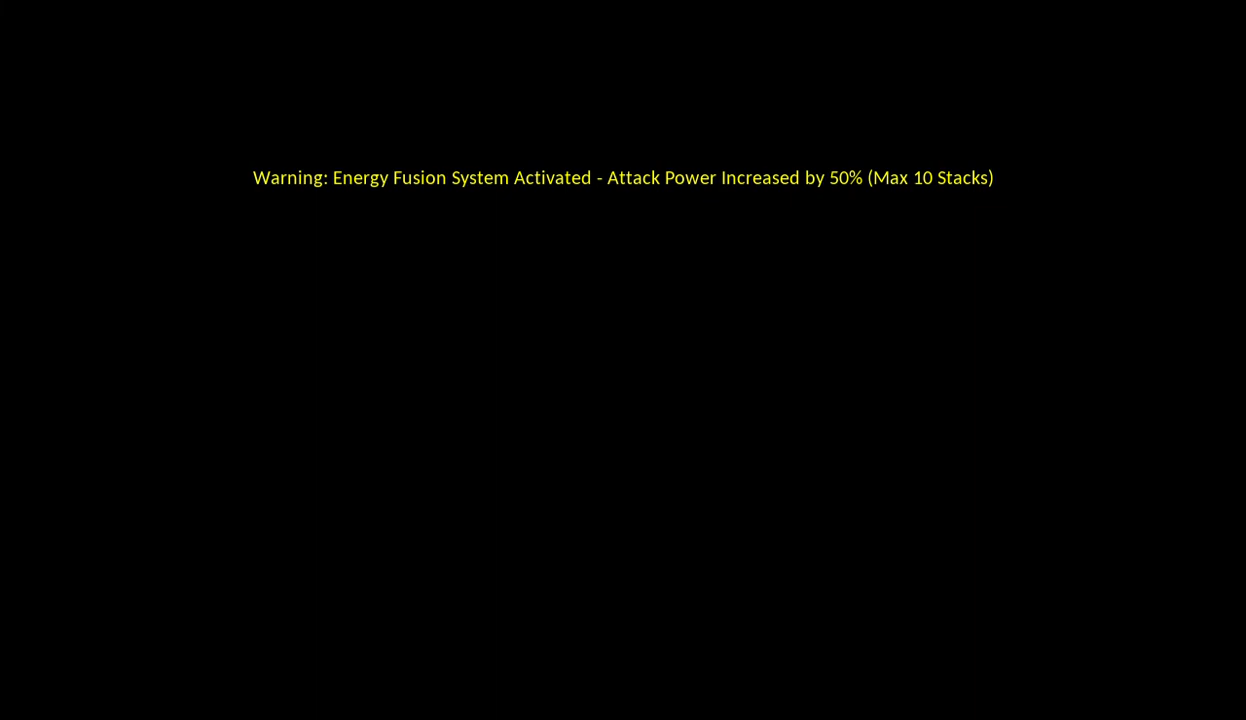 Warning: Energy Fusion System Activated - Attack Power Increased by 50% (Max 10 Stacks)